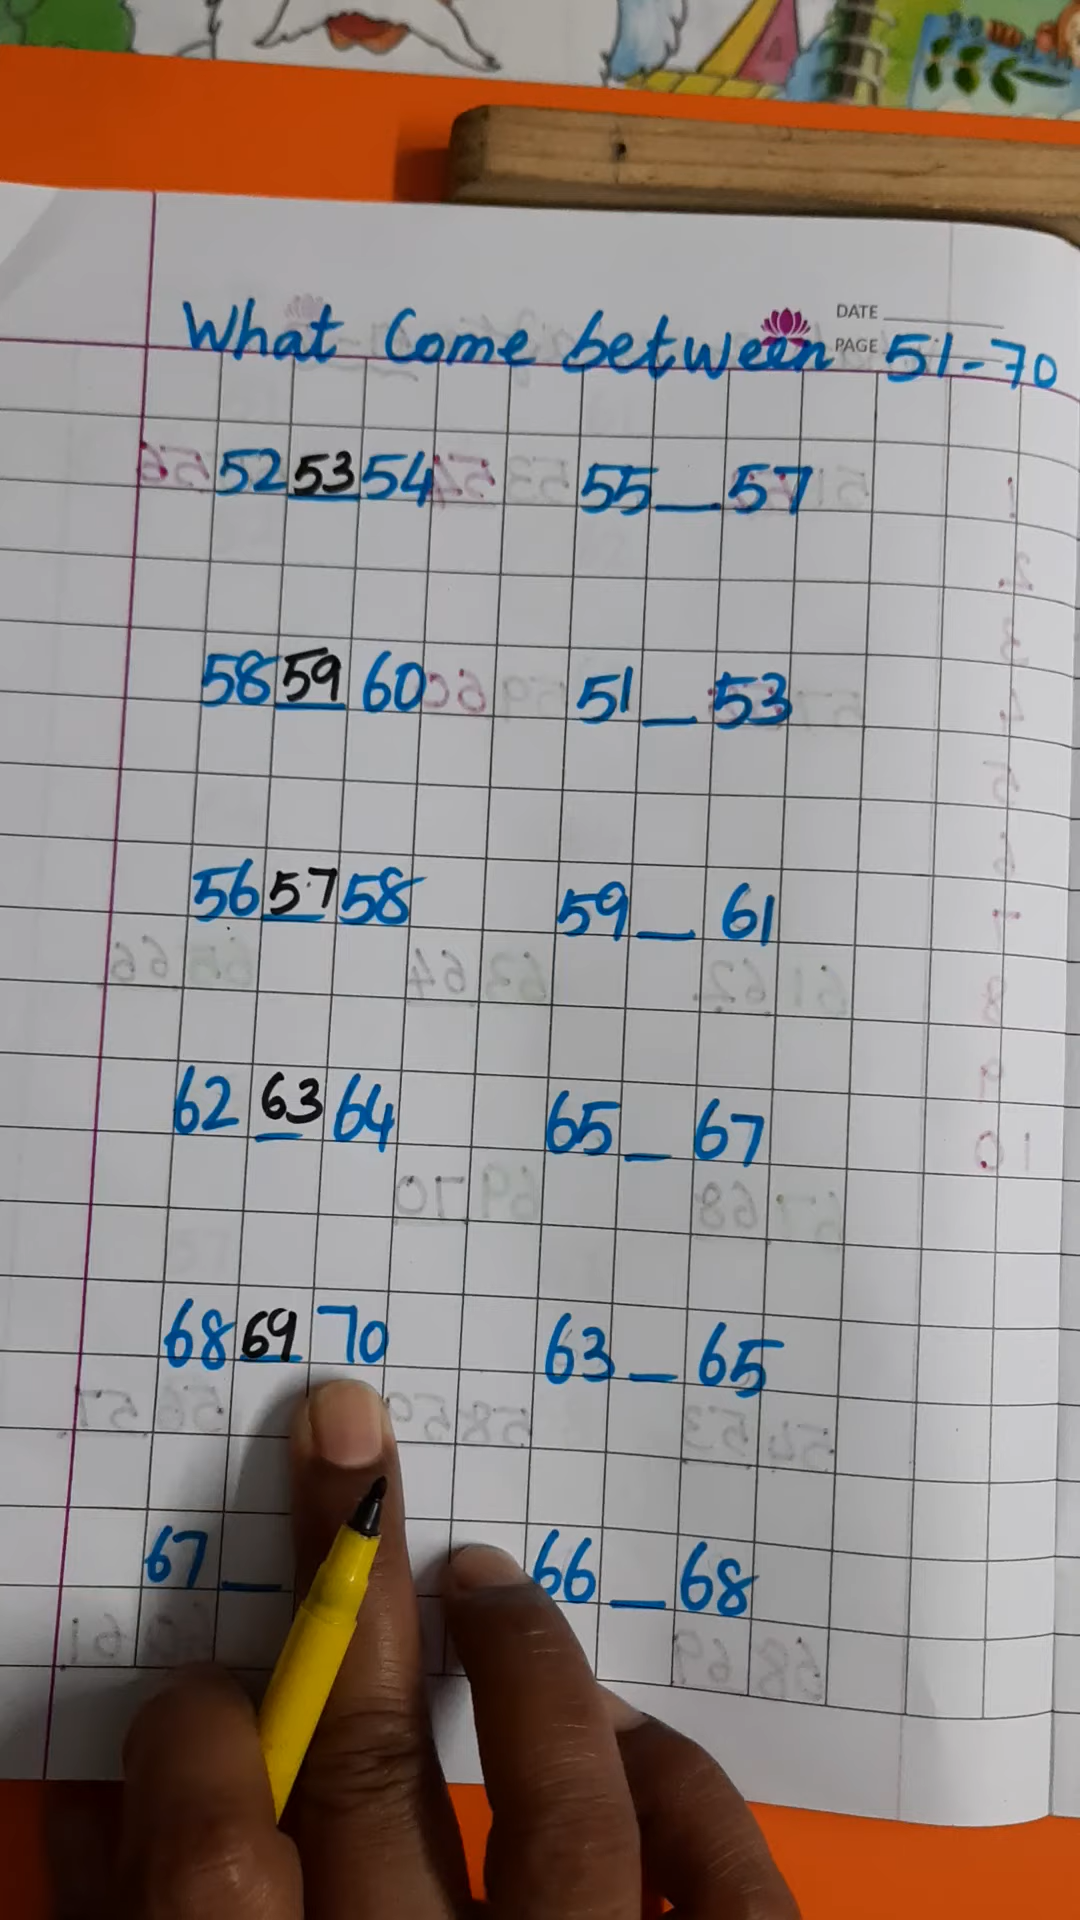 DATE
What Come between PAGE 51-70
52 53 54 55 _ 57
58 59 60 51 _ 53
56 57 58 59 _ 61
62 63 64 65 _ 67
68 69 70 63 _ 65
67 _ 66 _ 68